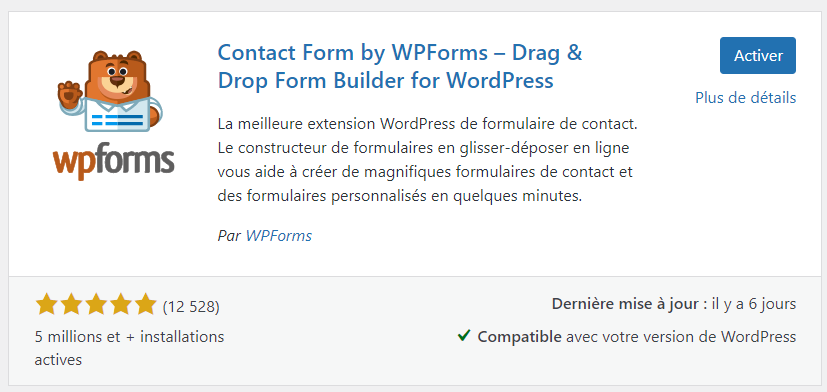 Contact Form by WPForms – Drag &
Drop Form Builder for WordPress
Activer
Plus de détails
La meilleure extension WordPress de formulaire de contact.
Le constructeur de formulaires en glisser-déposer en ligne
vous aide à créer de magnifiques formulaires de contact et
des formulaires personnalisés en quelques minutes.
Par WPForms
wpforms
(12 528)
5 millions et + installations
actives
Dernière mise à jour : il y a 6 jours
Compatible avec votre version de WordPress